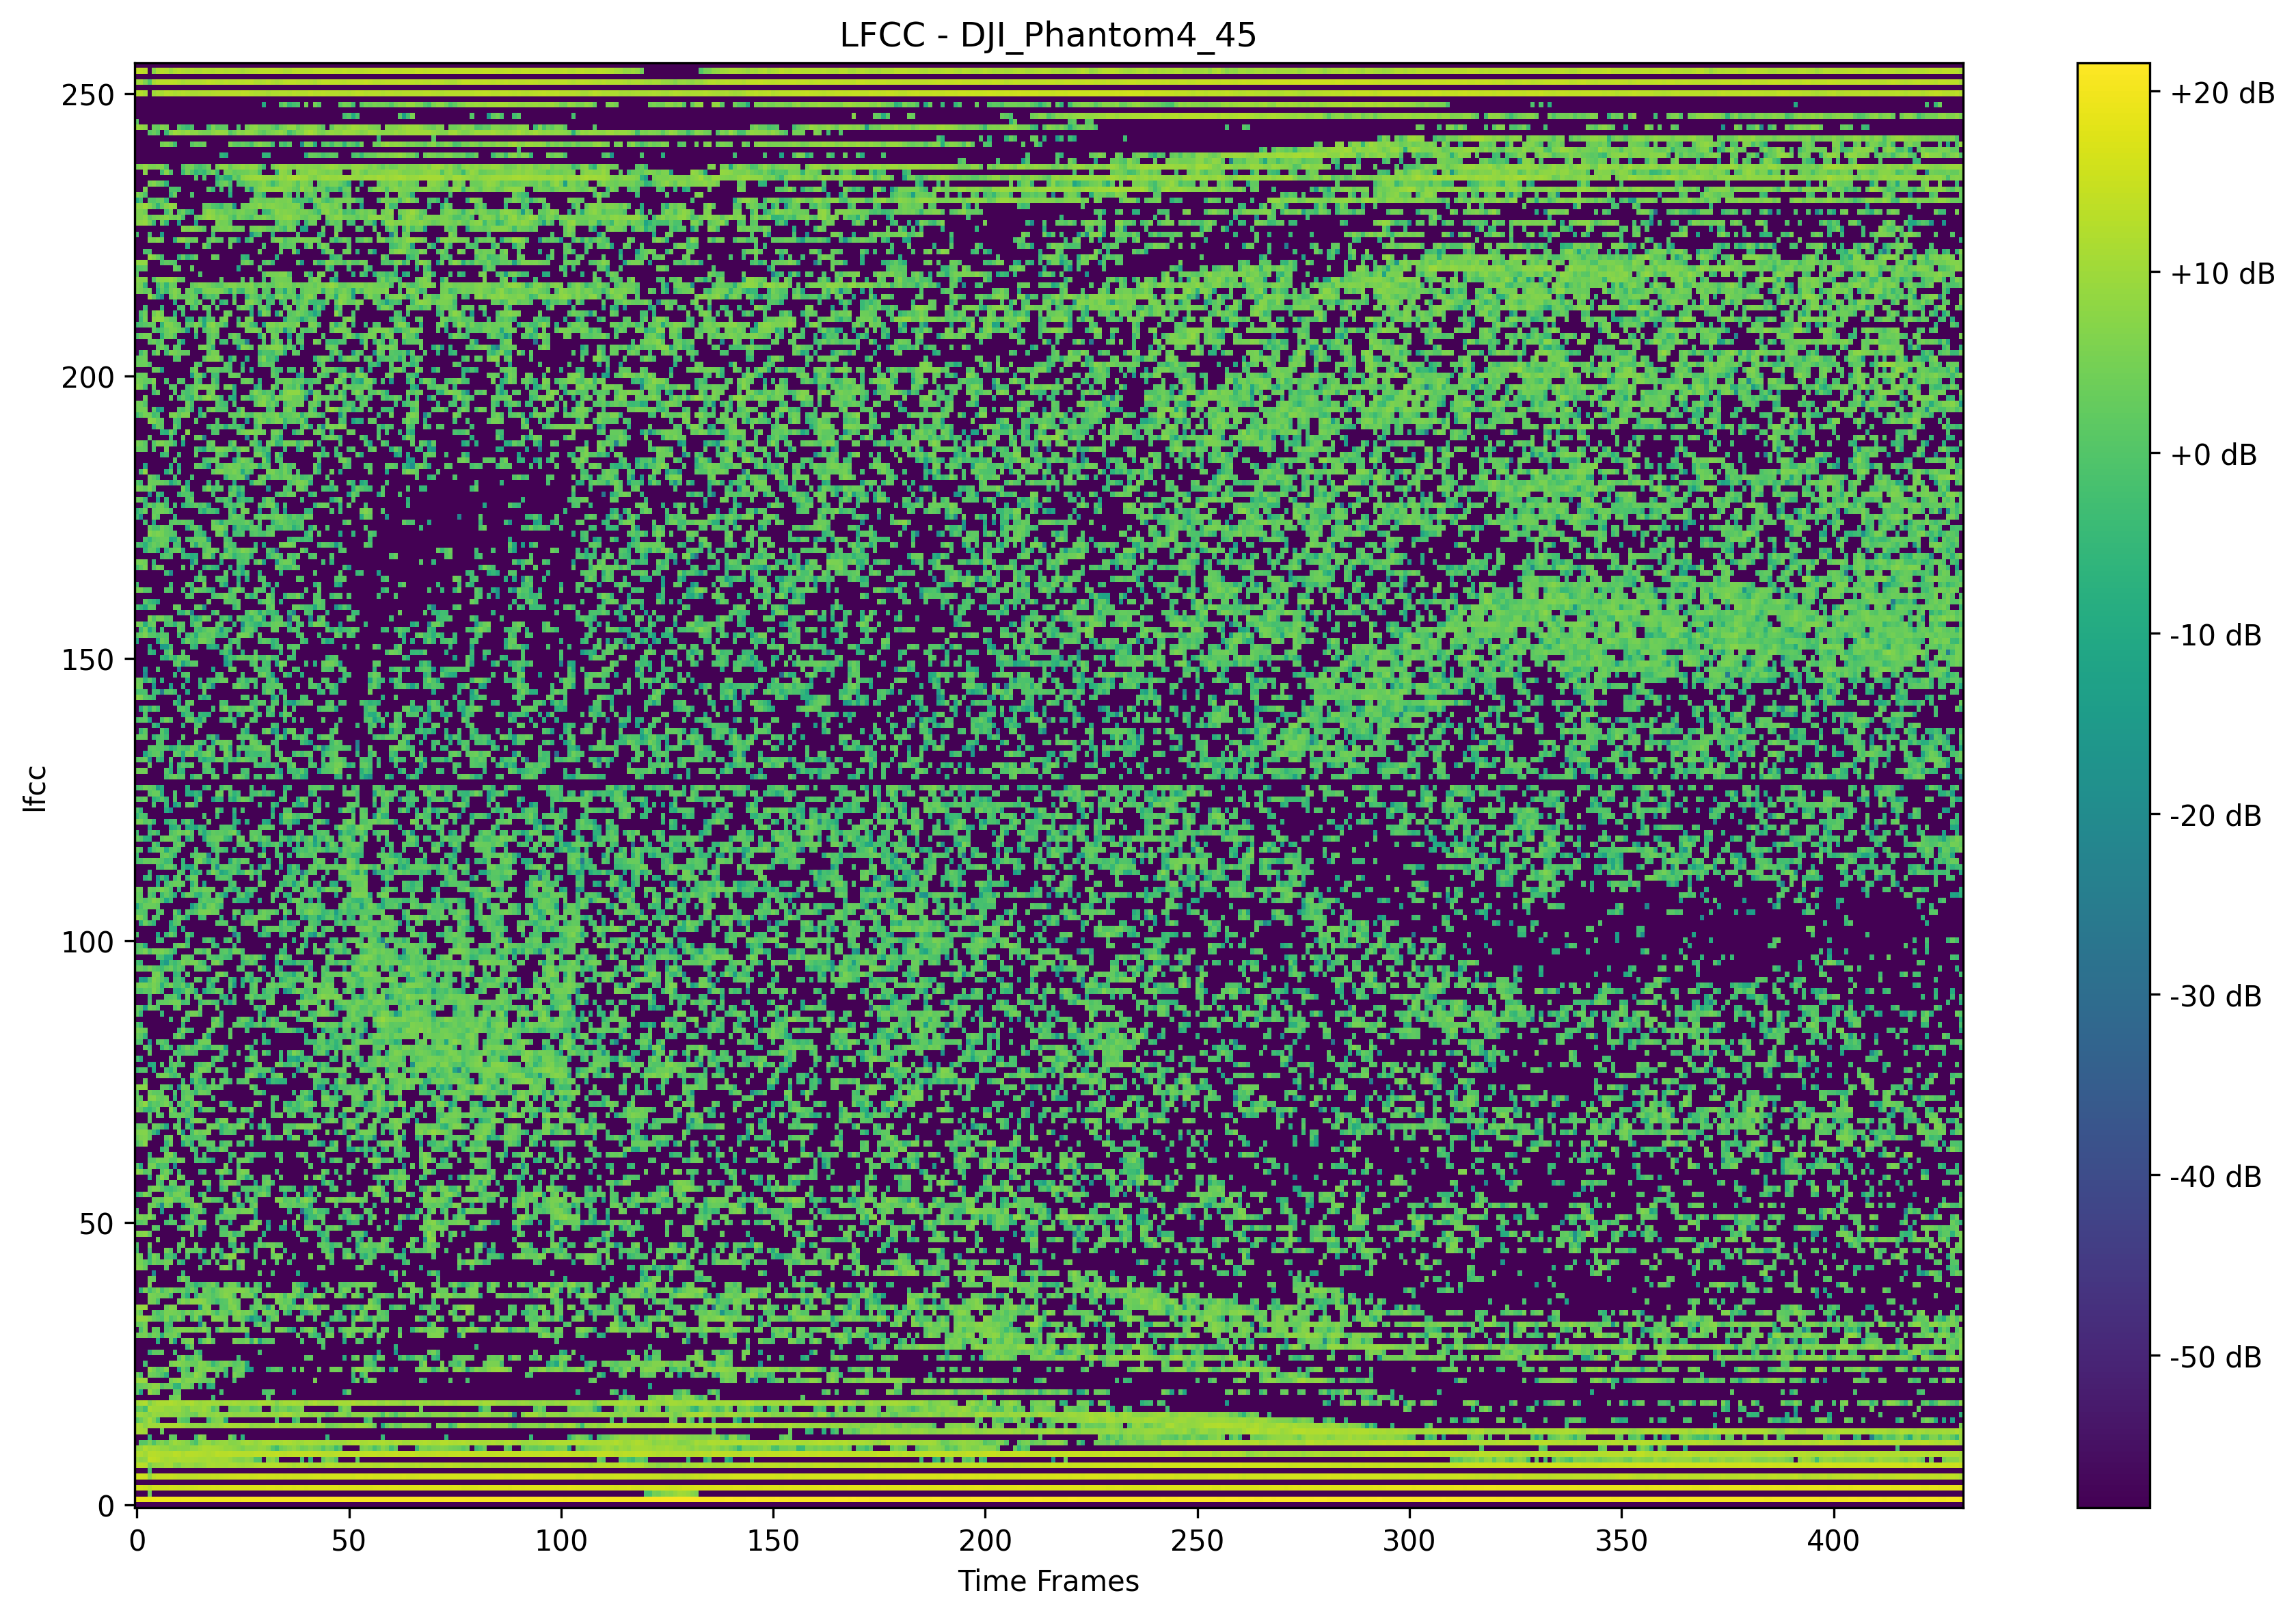 LFCC - DJI_Phantom4_45
250
200
150
100
50
0
lfcc
0 50 100 150 200 250 300 350 400
Time Frames
+20 dB
+10 dB
+0 dB
-10 dB
-20 dB
-30 dB
-40 dB
-50 dB